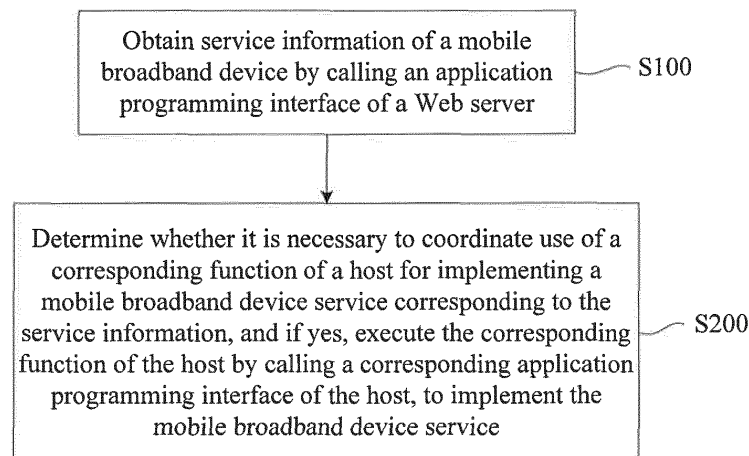 Obtain service information of a mobile
broadband device by calling an application
programming interface of a Web server
S100
Determine whether it is necessary to coordinate use of a
corresponding function of a host for implementing a
mobile broadband device service corresponding to the
service information, and if yes, execute the corresponding
function of the host by calling a corresponding application
programming interface of the host, to implement the
mobile broadband device service
S200